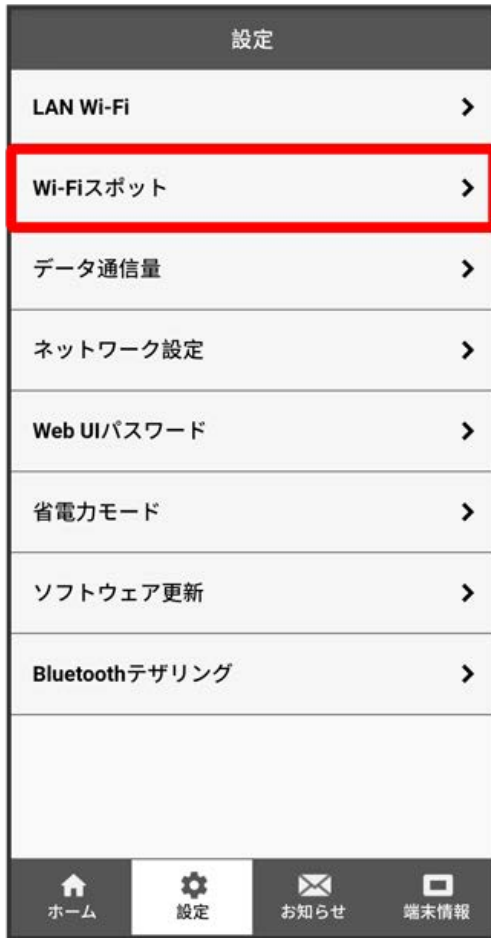 設定
LAN Wi-Fi
Wi-Fiスポット
データ通信量
ネットワーク設定
Web UIパスワード
省電力モード
ソフトウェア更新
Bluetoothテザリング
ホーム
設定
お知らせ
端末情報